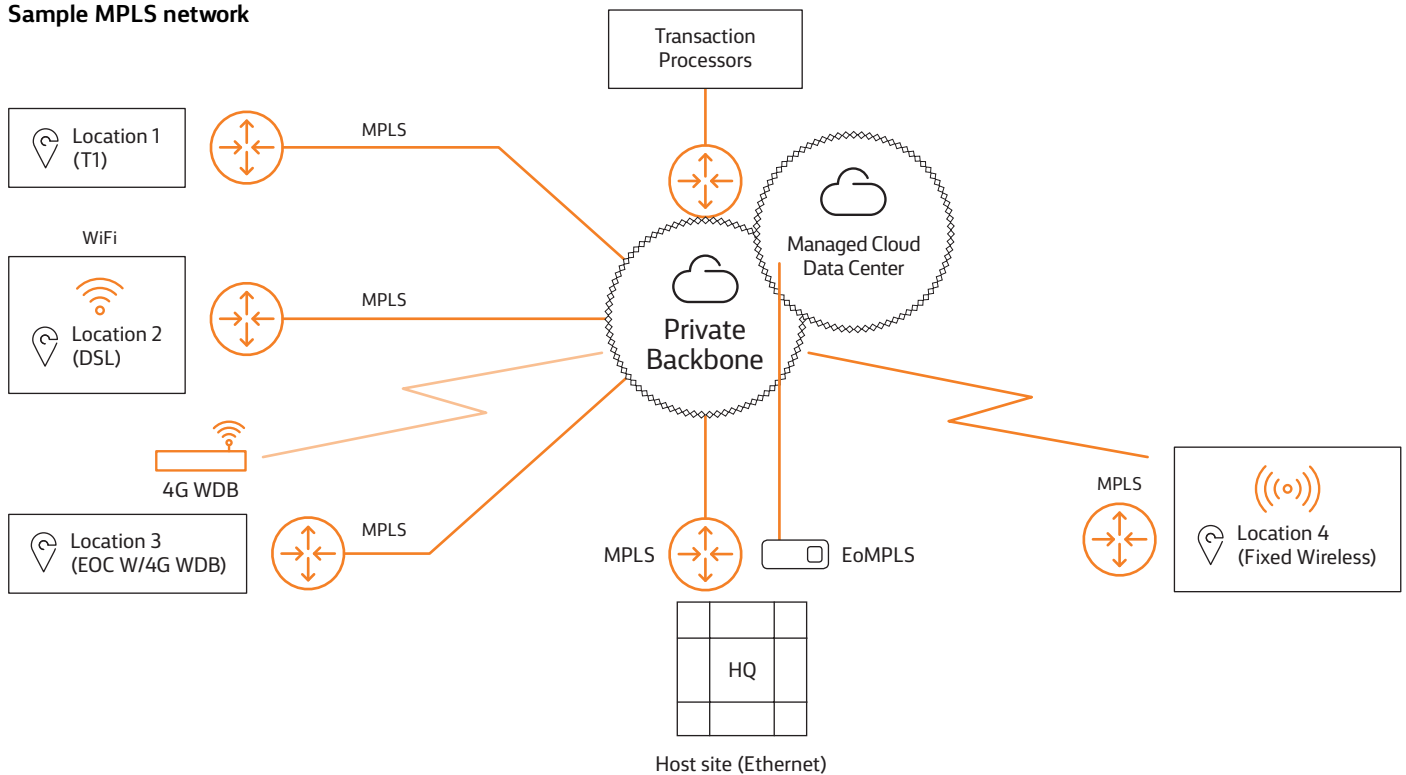 Sample MPLS network
Transaction
Processors
Location 1
(T1)
MPLS
Managed Cloud
Data Center
WiFi
Location 2
(DSL)
MPLS
Private
Backbone
4G WDB
Location 3
(EOC W/4G WDB)
MPLS
MPLS
EoMPLS
MPLS
Location 4
(Fixed Wireless)
HQ
Host site (Ethernet)